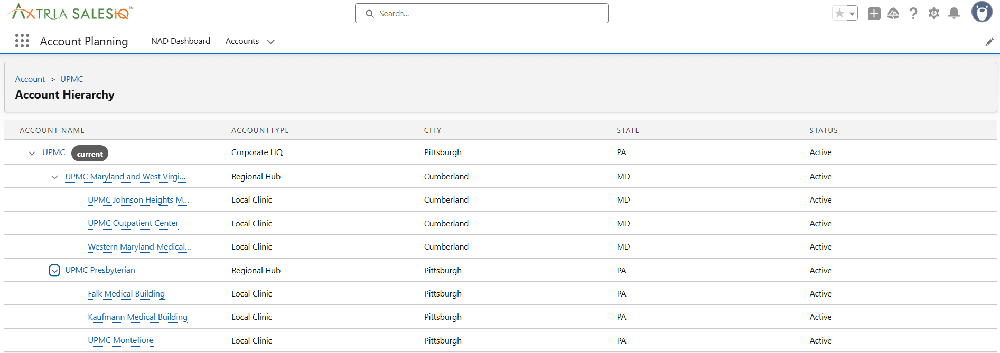 AXTRIA SALESIQ™
Search...
Account Planning NAD Dashboard Accounts
Account > UPMC
Account Hierarchy
ACCOUNT NAME ACCOUNTTYPE CITY STATE STATUS
UPMC current Corporate HQ Pittsburgh PA Active
UPMC Maryland and West Virgi... Regional Hub Cumberland MD Active
UPMC Johnson Heights M... Local Clinic Cumberland MD Active
UPMC Outpatient Center Local Clinic Cumberland MD Active
Western Maryland Medical... Local Clinic Cumberland MD Active
UPMC Presbyterian Regional Hub Pittsburgh PA Active
Falk Medical Building Local Clinic Pittsburgh PA Active
Kaufmann Medical Building Local Clinic Pittsburgh PA Active
UPMC Montefiore Local Clinic Pittsburgh PA Active